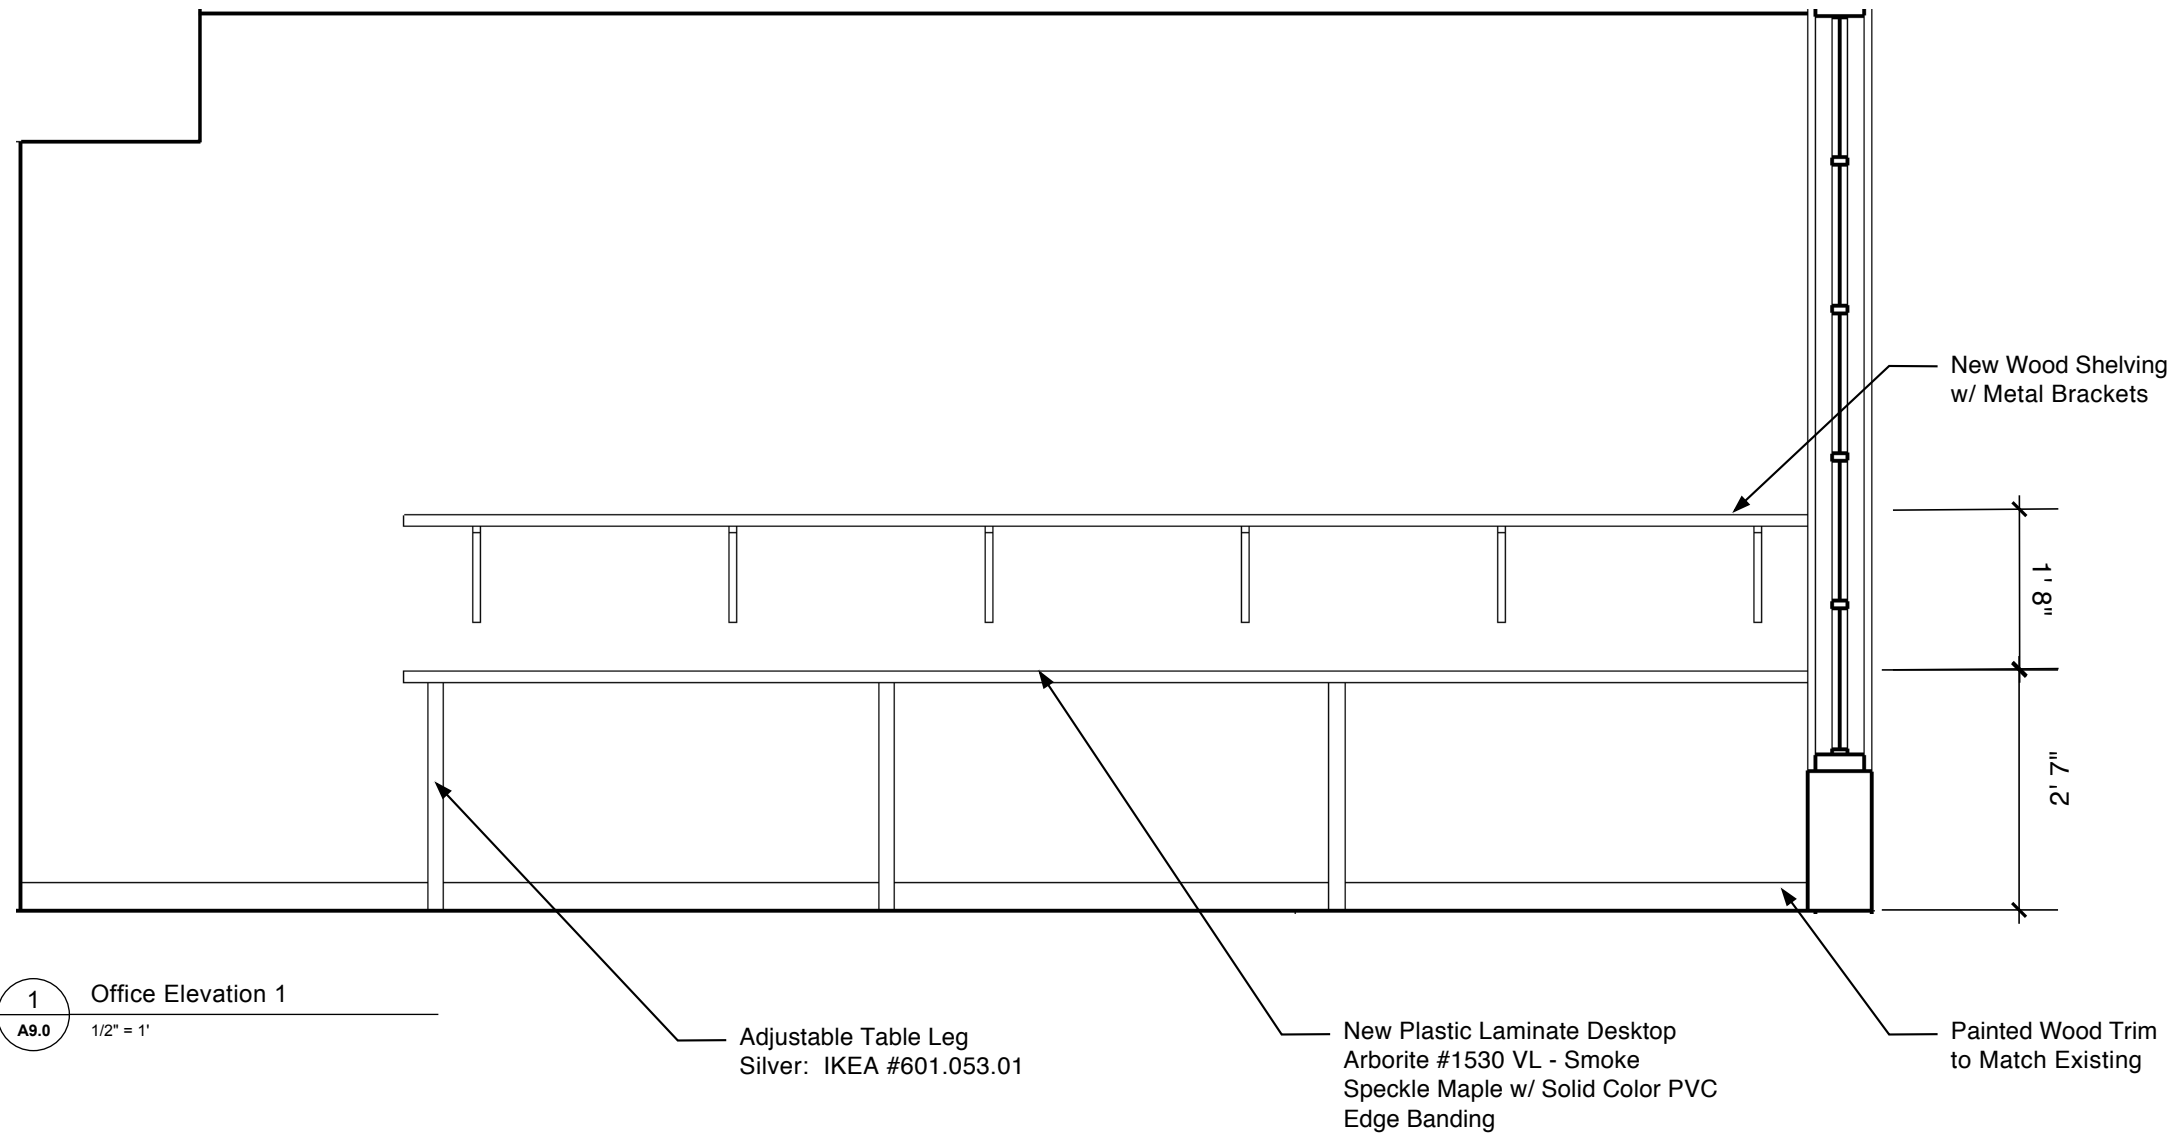 New Wood Shelving
w/ Metal Brackets
1' 8"
2' 7"
1
A9.0
Office Elevation 1
1/2" = 1'
Adjustable Table Leg
Silver: IKEA #601.053.01
New Plastic Laminate Desktop
Arborite #1530 VL - Smoke
Speckle Maple w/ Solid Color PVC
Edge Banding
Painted Wood Trim
to Match Existing